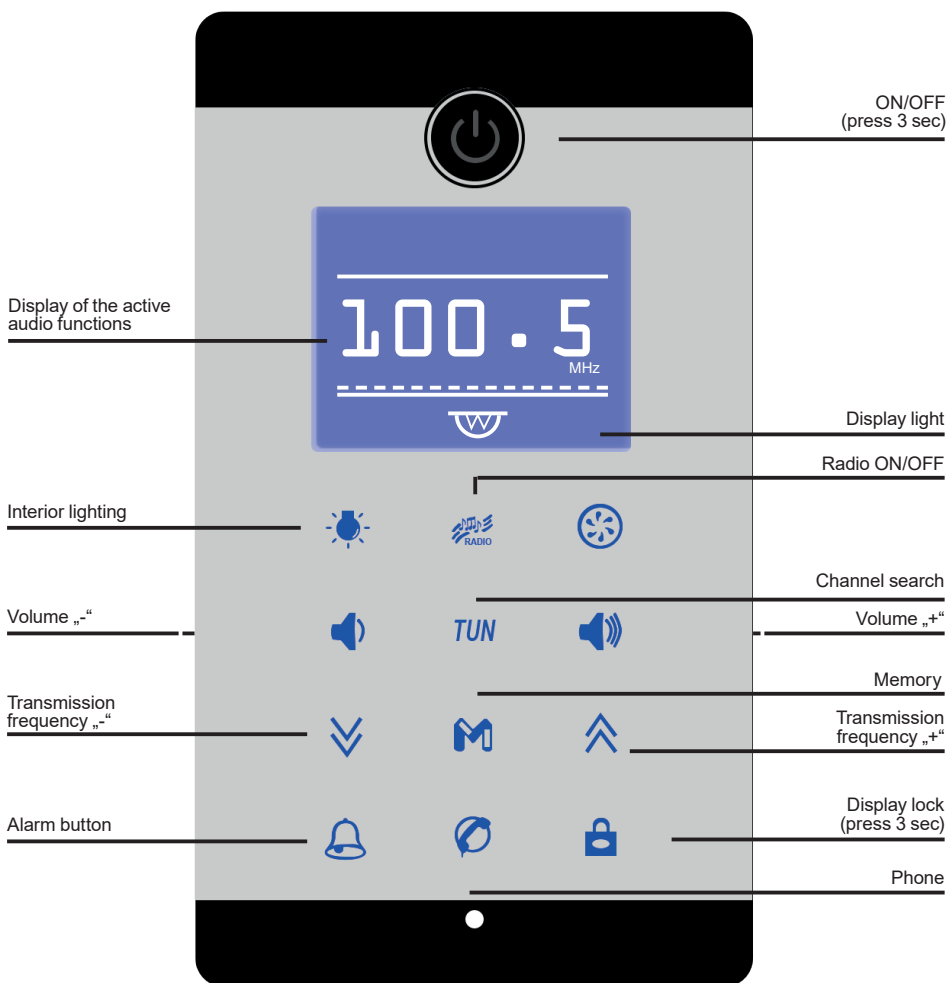 ON/OFF
(press 3 sec)
Display of the active
audio functions
100.5
MHz
Display light
Radio ON/OFF
Interior lighting
RADIO
Channel search
Volume „-“
TUN
Volume „+“
Memory
Transmission
frequency „-“
M
Transmission
frequency „+“
Display lock
(press 3 sec)
Alarm button
Phone